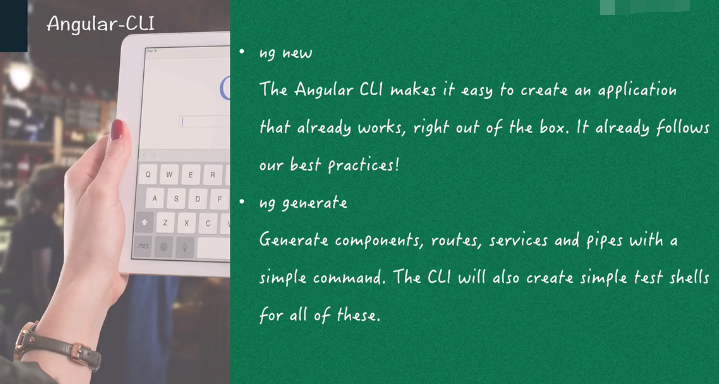 Angular-CLI
• ng new
The Angular CLI makes it easy to create an application
that already works, right out of the box. It already follows
our best practices!
• ng generate
Generate components, routes, services and pipes with a
simple command. The CLI will also create simple test shells
for all of these.
Q W E R
A S D F
Z X C